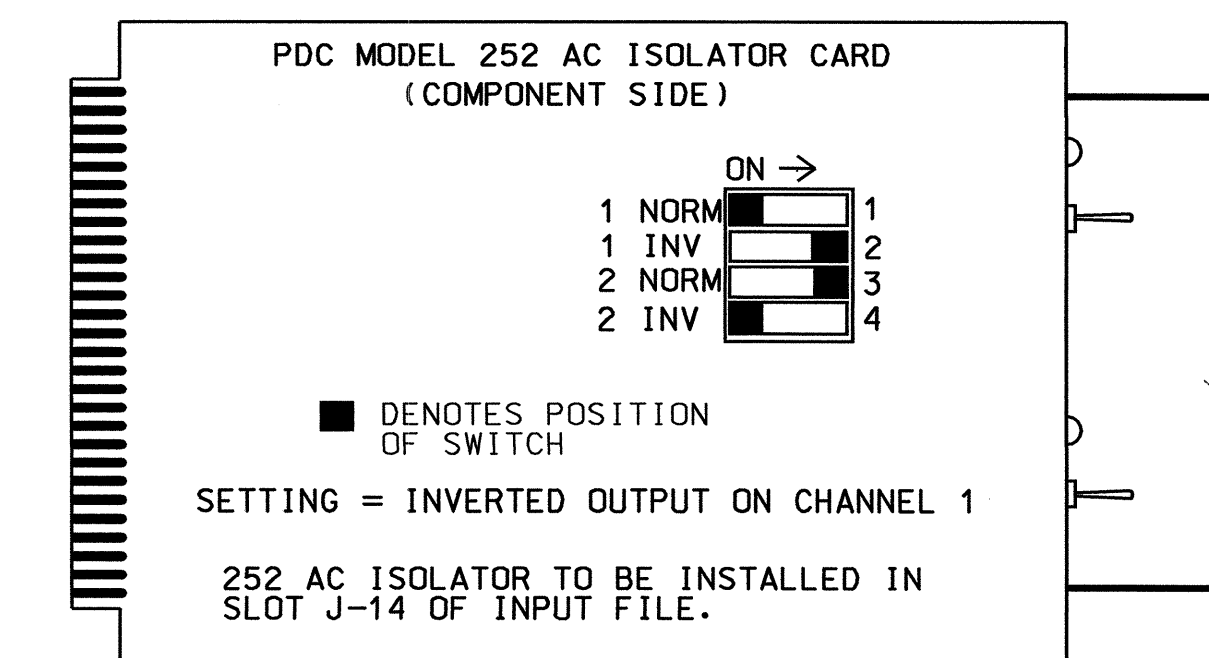 PDC MODEL 252 AC ISOLATOR CARD
(COMPONENT SIDE)
ON →
1 NORM 1
1 INV 2
2 NORM 3
2 INV 4
DENOTES POSITION
OF SWITCH
SETTING = INVERTED OUTPUT ON CHANNEL 1
252 AC ISOLATOR TO BE INSTALLED IN
SLOT J-14 OF INPUT FILE.